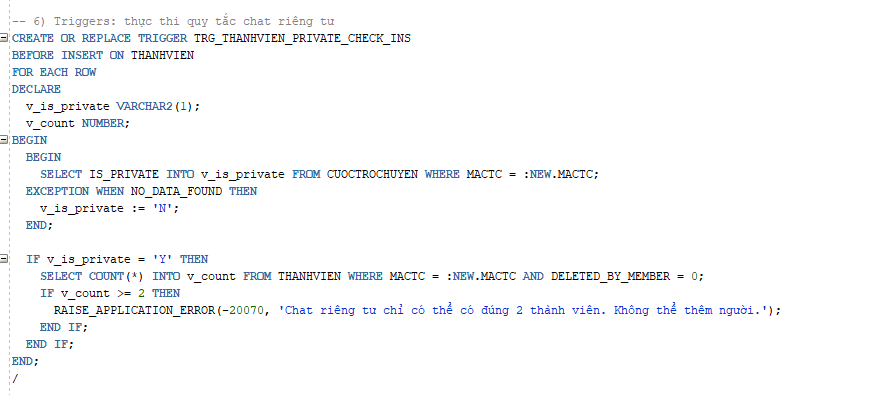 -- 6) Triggers: thực thi quy tắc chat riêng tư
CREATE OR REPLACE TRIGGER TRG_THANHVIEN_PRIVATE_CHECK_INS
BEFORE INSERT ON THANHVIEN
FOR EACH ROW
DECLARE
  v_is_private VARCHAR2(1);
  v_count NUMBER;
BEGIN
  BEGIN
    SELECT IS_PRIVATE INTO v_is_private FROM CUOCTROCHUYEN WHERE MACTC = :NEW.MACTC;
  EXCEPTION WHEN NO_DATA_FOUND THEN
    v_is_private := 'N';
  END;

  IF v_is_private = 'Y' THEN
    SELECT COUNT(*) INTO v_count FROM THANHVIEN WHERE MACTC = :NEW.MACTC AND DELETED_BY_MEMBER = 0;
    IF v_count >= 2 THEN
      RAISE_APPLICATION_ERROR(-20070, 'Chat riêng tư chỉ có thể có đúng 2 thành viên. Không thể thêm người.');
    END IF;
  END IF;
END;
/